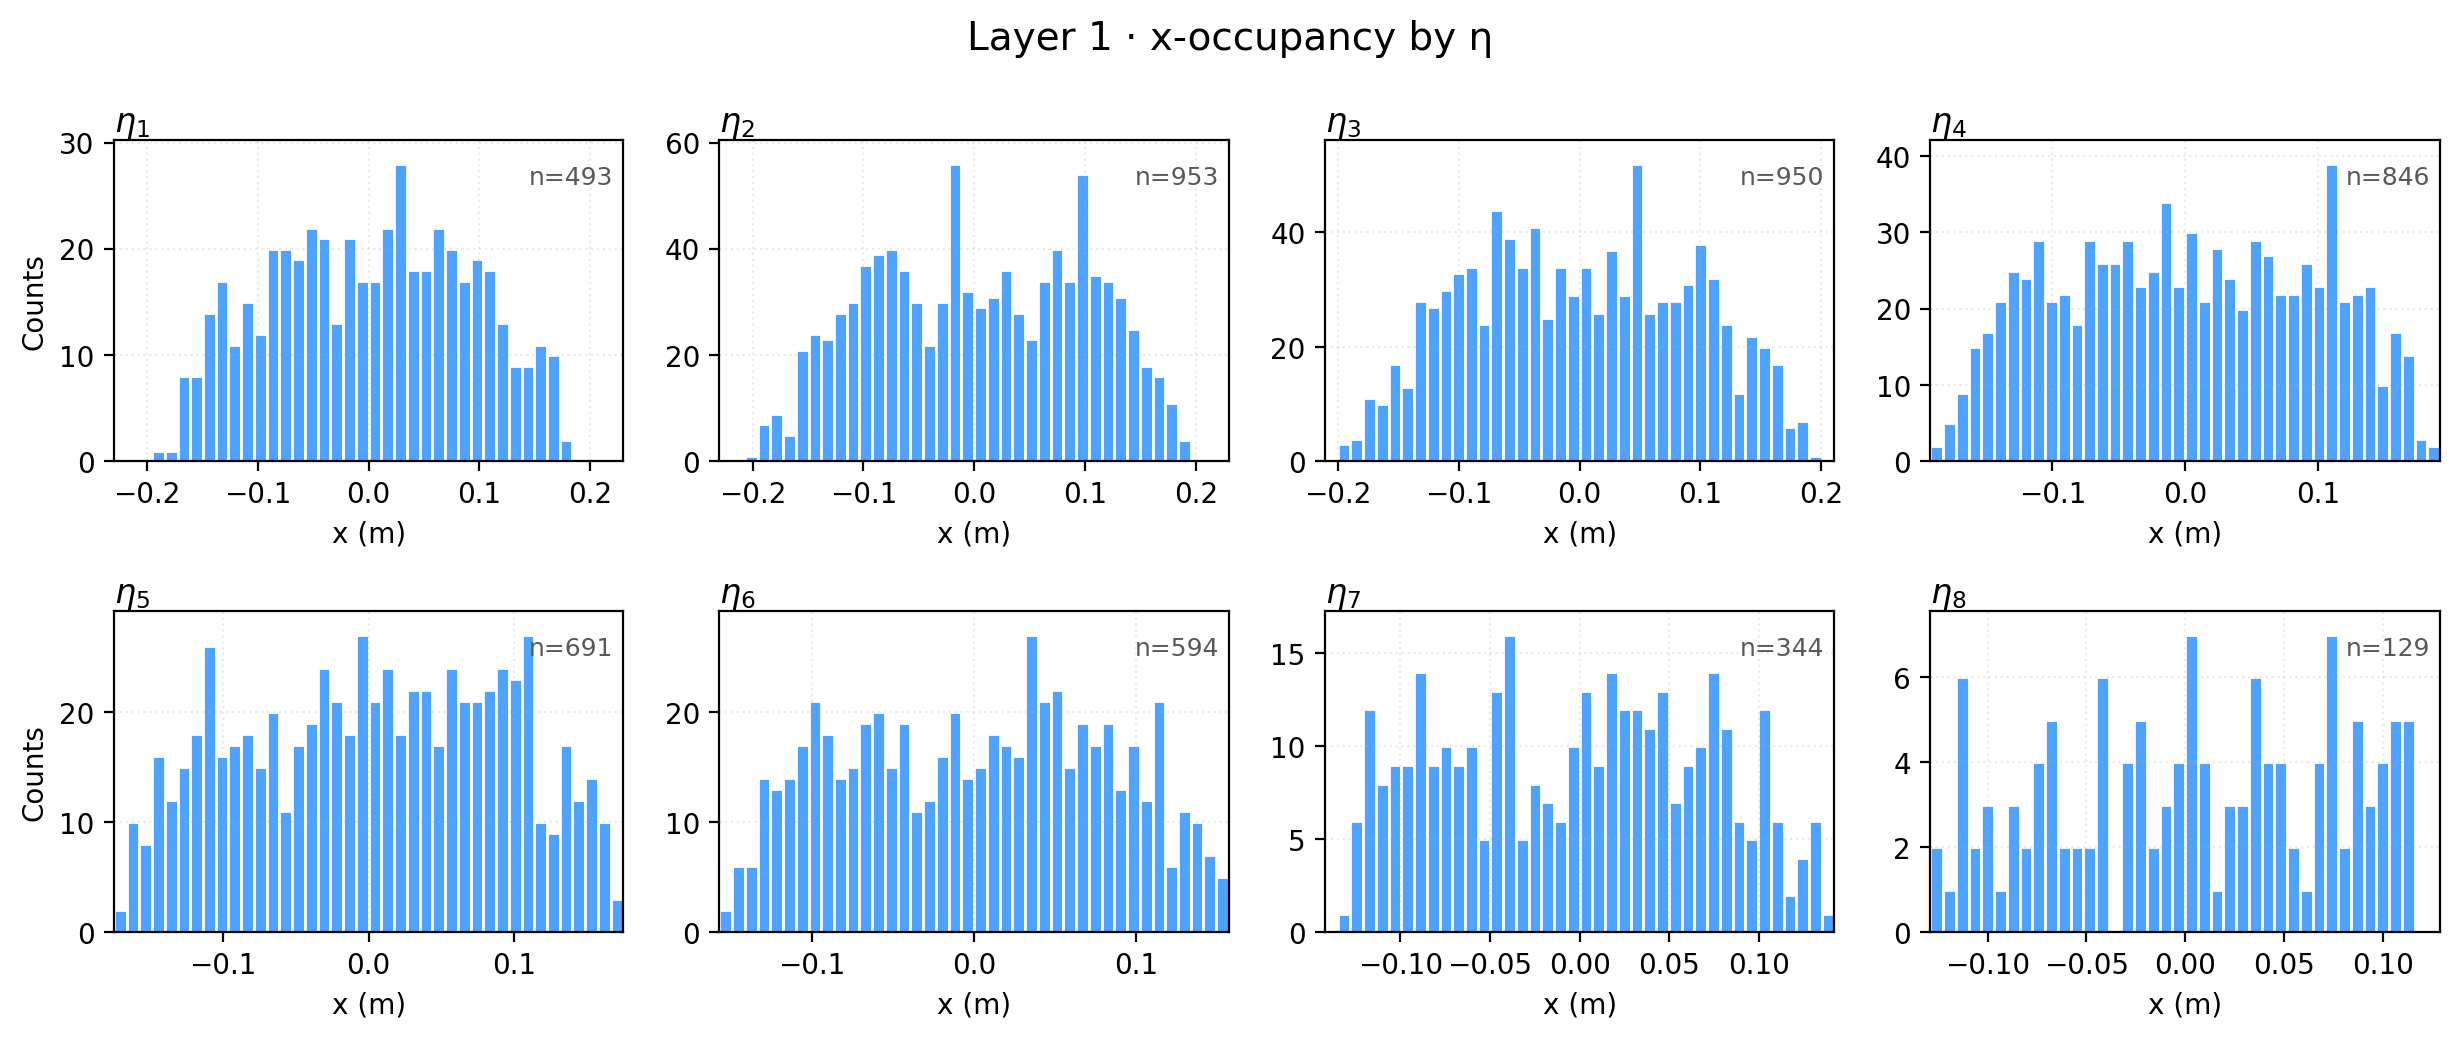 Layer 1 · x-occupancy by η
η₁
n=493
30
20
10
0
Counts
−0.2 −0.1 0.0 0.1 0.2
x (m)
η₂
n=953
60
40
20
0
−0.2 −0.1 0.0 0.1 0.2
x (m)
η₃
n=950
40
20
0
−0.2 −0.1 0.0 0.1 0.2
x (m)
η₄
n=846
40
30
20
10
0
−0.1 0.0 0.1
x (m)
η₅
n=691
20
10
0
Counts
−0.1 0.0 0.1
x (m)
η₆
n=594
20
10
0
−0.1 0.0 0.1
x (m)
η₇
n=344
15
10
5
0
−0.10 −0.05 0.00 0.05 0.10
x (m)
η₈
n=129
6
4
2
0
−0.10 −0.05 0.00 0.05 0.10
x (m)